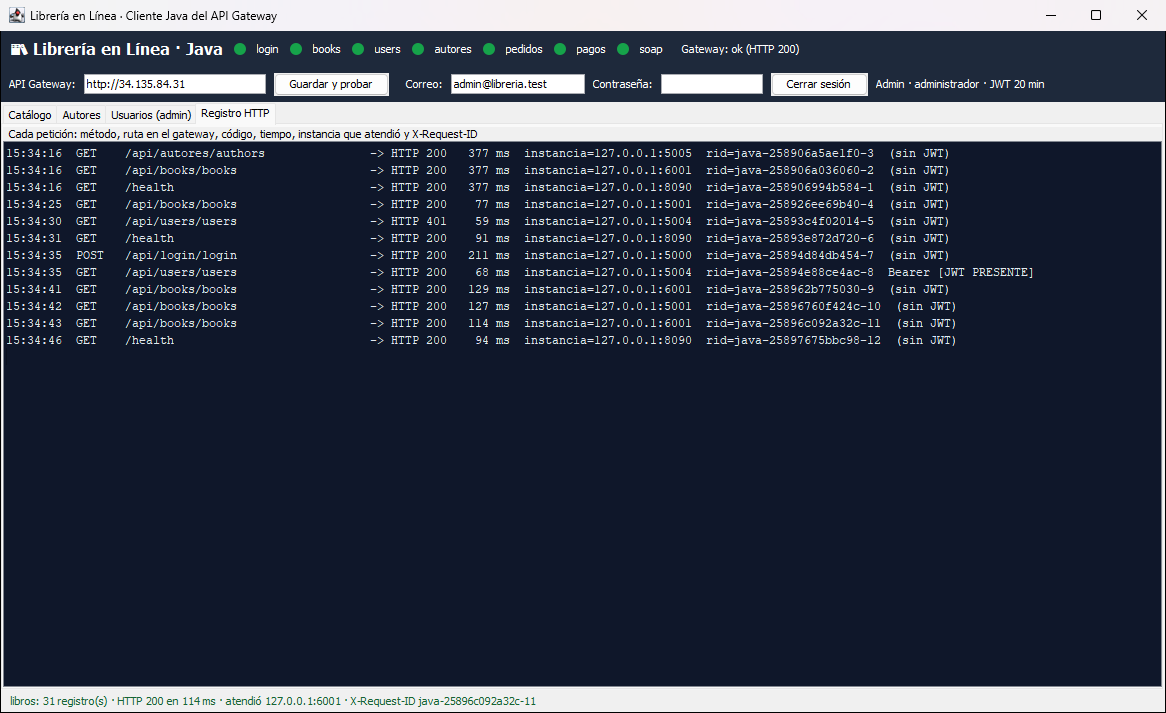 Librería en Línea · Cliente Java del API Gateway
Librería en Línea · Java login books users autores pedidos pagos soap Gateway: ok (HTTP 200)
API Gateway: http://34.135.84.31 Guardar y probar Correo: admin@libreria.test Contraseña: Cerrar sesión Admin · administrador · JWT 20 min
Catálogo Autores Usuarios (admin) Registro HTTP
Cada petición: método, ruta en el gateway, código, tiempo, instancia que atendió y X-Request-ID
15:34:16 GET /api/autores/authors -> HTTP 200 377 ms instancia=127.0.0.1:5005 rid=java-258906a5ae1f0-3 (sin JWT)
15:34:16 GET /api/books/books -> HTTP 200 377 ms instancia=127.0.0.1:6001 rid=java-258906a036060-2 (sin JWT)
15:34:16 GET /health -> HTTP 200 377 ms instancia=127.0.0.1:8090 rid=java-258906994b584-1 (sin JWT)
15:34:25 GET /api/books/books -> HTTP 200 77 ms instancia=127.0.0.1:5001 rid=java-258926ee69b40-4 (sin JWT)
15:34:30 GET /api/users/users -> HTTP 401 59 ms instancia=127.0.0.1:5004 rid=java-25893c4f02014-5 (sin JWT)
15:34:31 GET /health -> HTTP 200 91 ms instancia=127.0.0.1:8090 rid=java-25893e872d720-6 (sin JWT)
15:34:35 POST /api/login/login -> HTTP 200 211 ms instancia=127.0.0.1:5000 rid=java-25894d84db454-7 (sin JWT)
15:34:35 GET /api/users/users -> HTTP 200 68 ms instancia=127.0.0.1:5004 rid=java-25894e88ce4ac-8 Bearer [JWT PRESENTE]
15:34:41 GET /api/books/books -> HTTP 200 129 ms instancia=127.0.0.1:6001 rid=java-258962b775030-9 (sin JWT)
15:34:42 GET /api/books/books -> HTTP 200 127 ms instancia=127.0.0.1:5001 rid=java-25896760f424c-10 (sin JWT)
15:34:43 GET /api/books/books -> HTTP 200 114 ms instancia=127.0.0.1:6001 rid=java-25896c092a32c-11 (sin JWT)
15:34:46 GET /health -> HTTP 200 94 ms instancia=127.0.0.1:8090 rid=java-25897675bbc98-12 (sin JWT)
libros: 31 registro(s) · HTTP 200 en 114 ms · atendió 127.0.0.1:6001 · X-Request-ID java-25896c092a32c-11